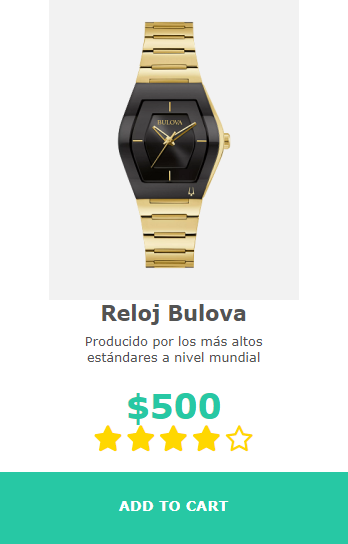 BULOVA
Reloj Bulova
Producido por los más altos
estándares a nivel mundial
$500
ADD TO CART